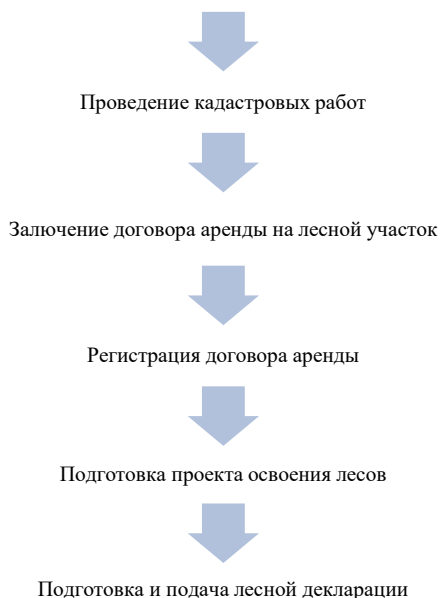 Проведение кадастровых работ
Залючение договора аренды на лесной участок
Регистрация договора аренды
Подготовка проекта освоения лесов
Подготовка и подача лесной декларации